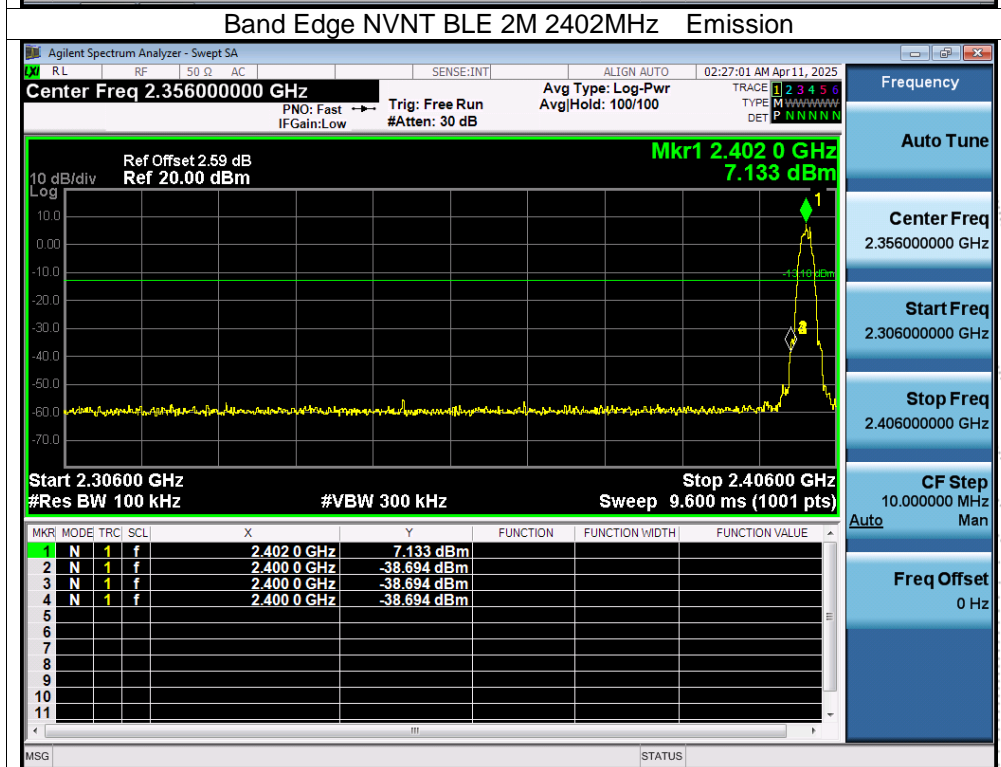 Band Edge NVNT BLE 2M 2402MHz Emission
Agilent Spectrum Analyzer - Swept SA
LXI RL RF 50 Ω AC SENSE:INT ALIGN AUTO 02:27:01 AM Apr 11, 2025
Center Freq 2.356000000 GHz
PNO: Fast
IFGain:Low
Trig: Free Run
#Atten: 30 dB
Avg Type: Log-Pwr
Avg|Hold: 100/100
TRACE 1 2 3 4 5 6
TYPE M WWWWW
DET P N N N N N
Frequency
Auto Tune
Center Freq
2.356000000 GHz
Start Freq
2.306000000 GHz
Stop Freq
2.406000000 GHz
CF Step
10.000000 MHz
Auto Man
Freq Offset
0 Hz
Mkr1 2.402 0 GHz
7.133 dBm
Ref Offset 2.59 dB
10 dB/div Ref 20.00 dBm
Log
1
10.0
0.00
-10.0
-13.10 dBm
-20.0
-30.0
-40.0
-50.0
-60.0
-70.0
Start 2.30600 GHz Stop 2.40600 GHz
#Res BW 100 kHz #VBW 300 kHz Sweep 9.600 ms (1001 pts)
MKR MODE TRC SCL X Y FUNCTION FUNCTION WIDTH FUNCTION VALUE
1 N 1 f 2.402 0 GHz 7.133 dBm
2 N 1 f 2.400 0 GHz -38.694 dBm
3 N 1 f 2.400 0 GHz -38.694 dBm
4 N 1 f 2.400 0 GHz -38.694 dBm
5
6
7
8
9
10
11
MSG STATUS